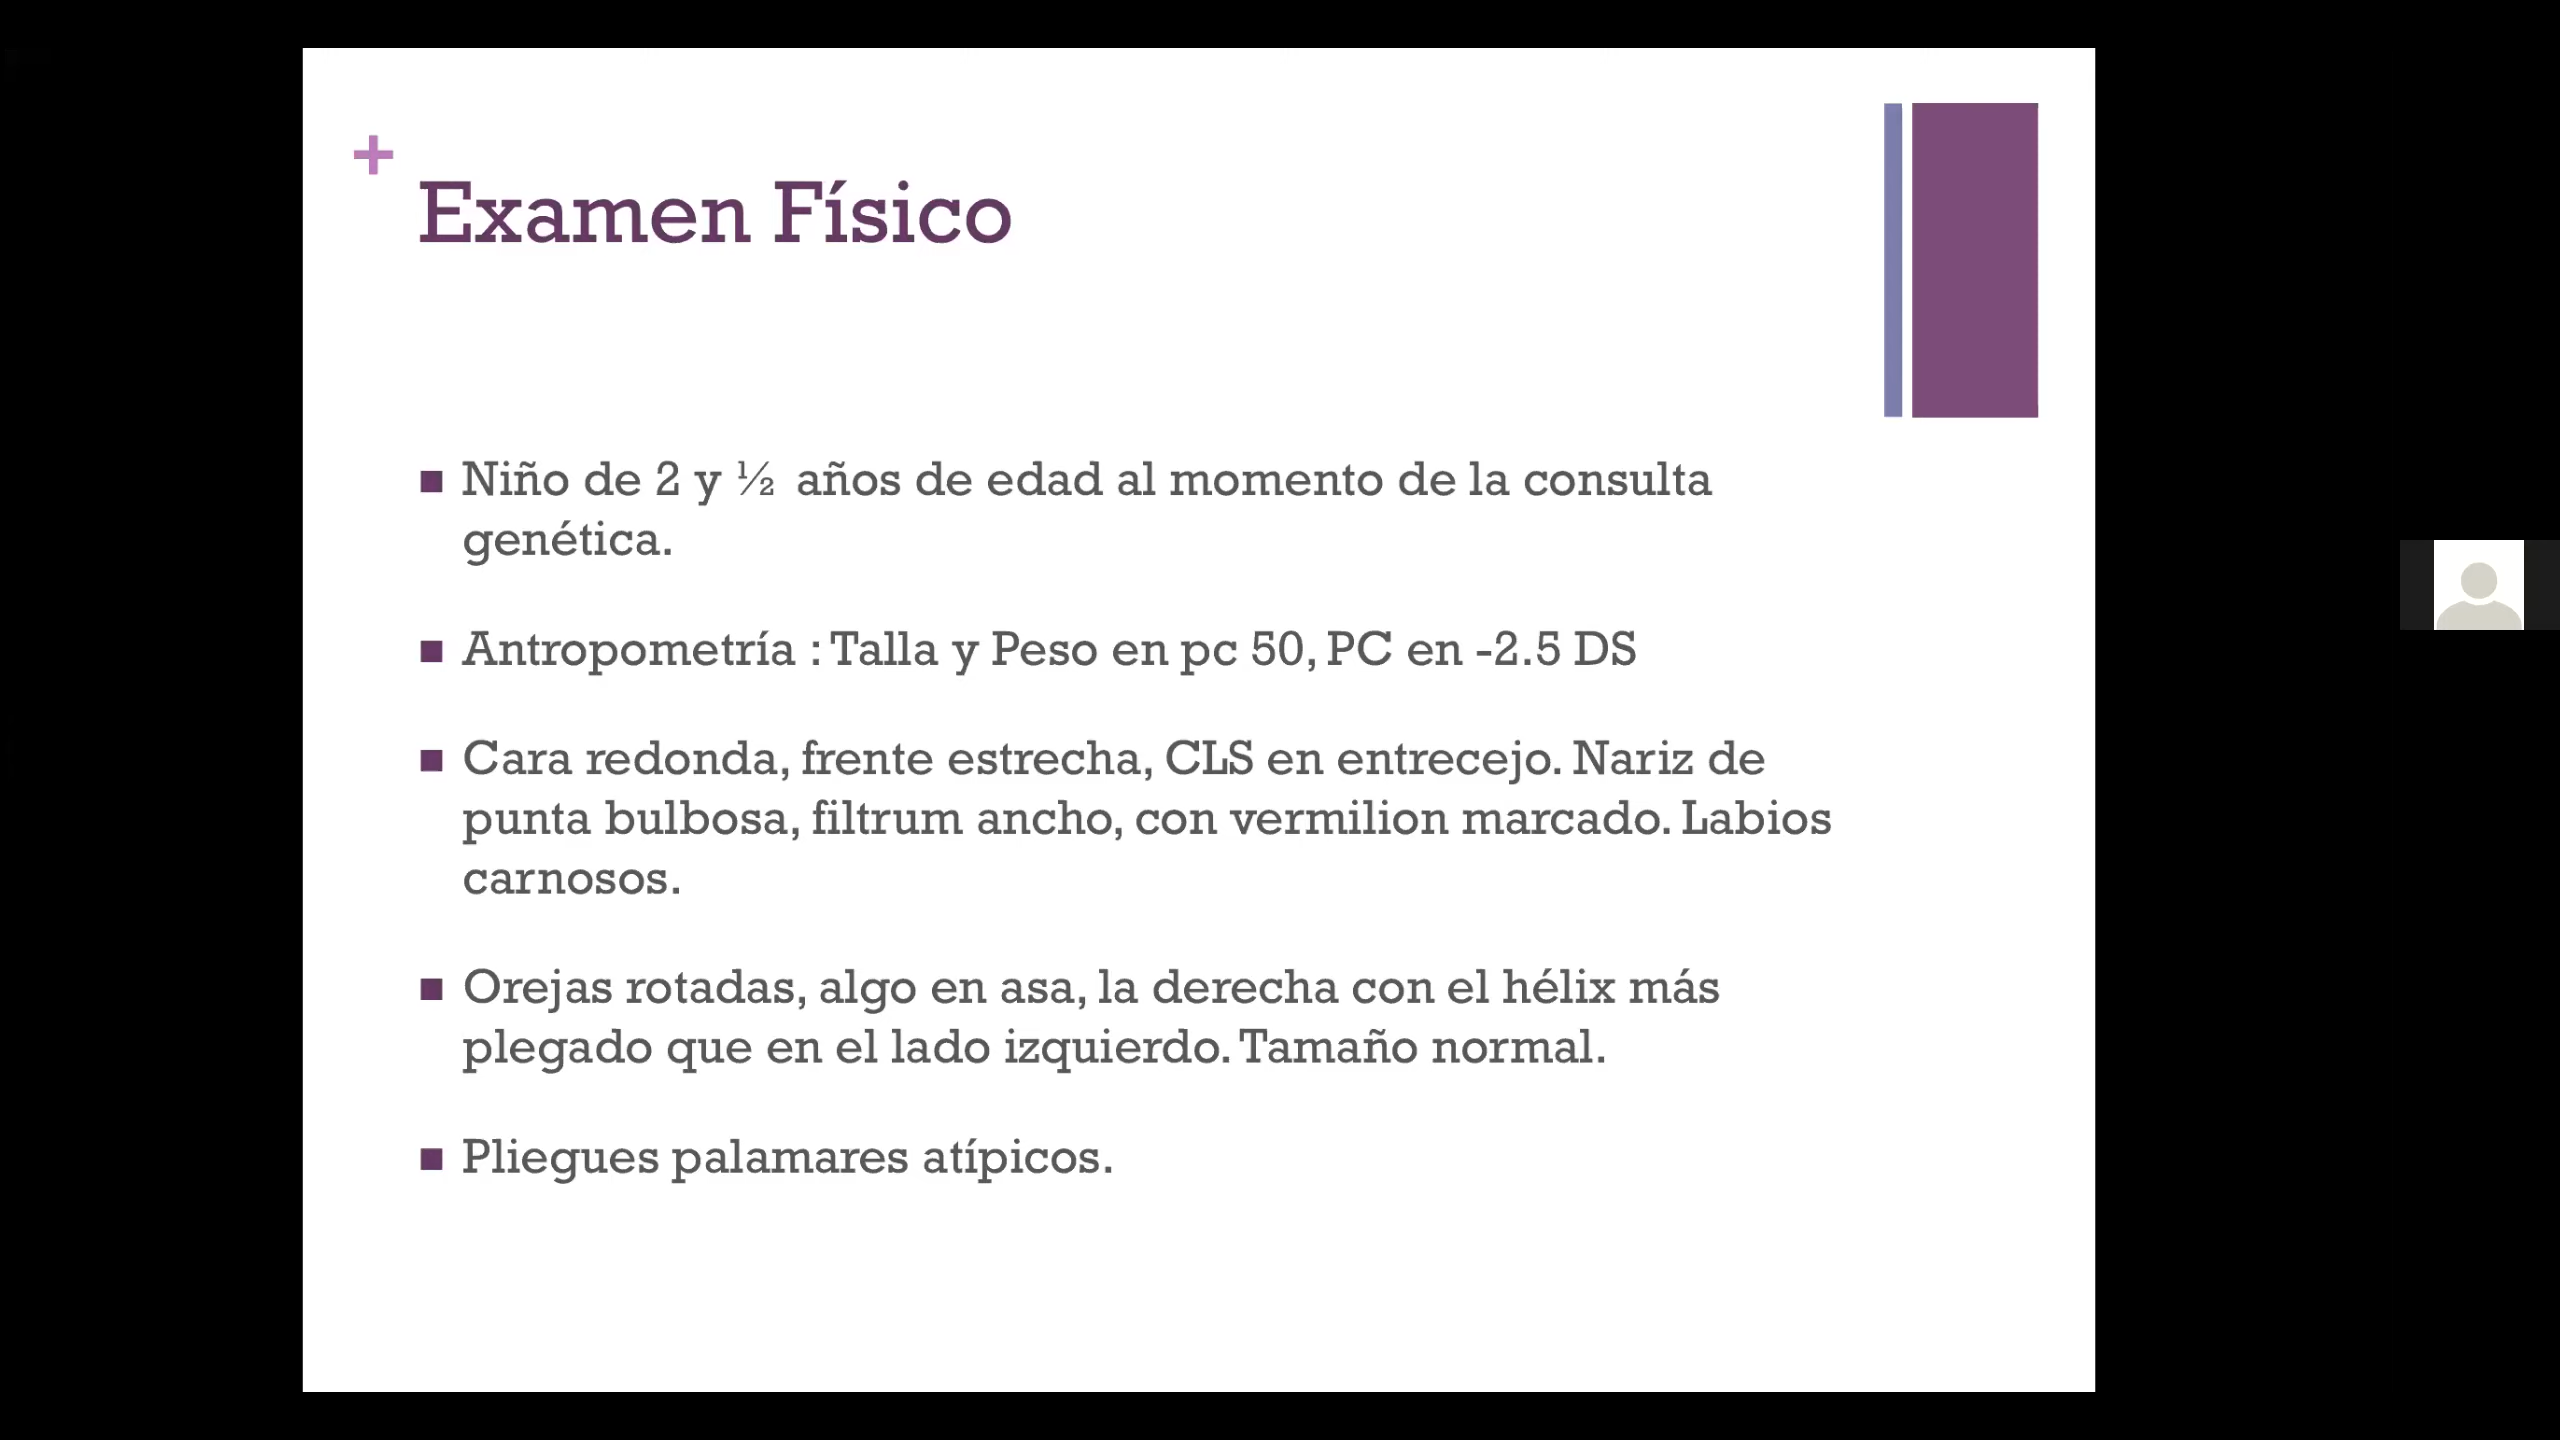 +
Examen Físico
■ Niño de 2 y ½ años de edad al momento de la consulta
genética.
■ Antropometría : Talla y Peso en pc 50, PC en -2.5 DS
■ Cara redonda, frente estrecha, CLS en entrecejo. Nariz de
punta bulbosa, filtrum ancho, con vermilion marcado. Labios
carnosos.
■ Orejas rotadas, algo en asa, la derecha con el hélix más
plegado que en el lado izquierdo. Tamaño normal.
■ Pliegues palamares atípicos.